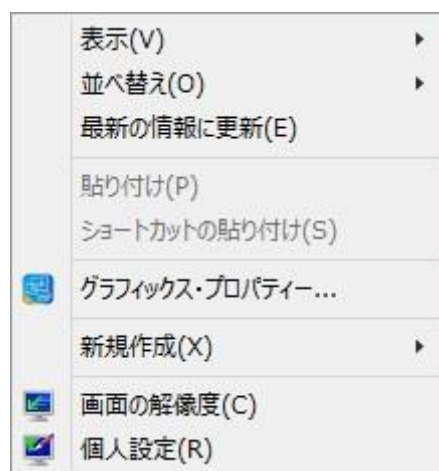 表示(V)
並べ替え(O)
最新の情報に更新(E)
貼り付け(P)
ショートカットの貼り付け(S)
グラフィックス・プロパティー...
新規作成(X)
画面の解像度(C)
個人設定(R)